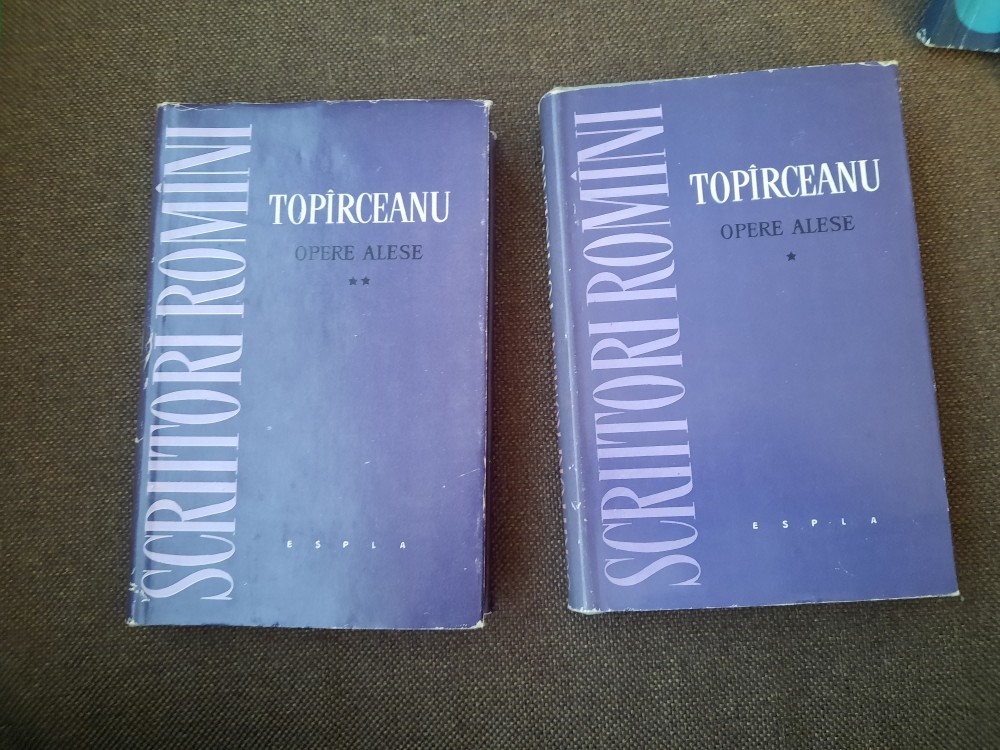 SCRIITORI ROMÎNI
TOPÎRCEANU
OPERE ALESE
★★
ESPLA
SCRIITORI ROMÎNI
TOPÎRCEANU
OPERE ALESE
★
ESPLA